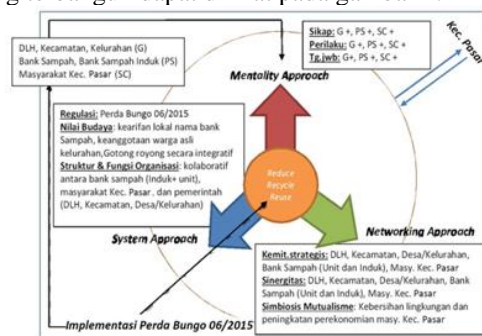 DLH, Kecamatan, Kelurahan (G)
Bank Sampah, Bank Sampah Induk (PS)
Masyarakat Kec. Pasar (SC)
Sikap: G +, PS +, SC +
Perilaku: G +, PS +, SC +
Tg.jwb: G+, PS +, SC +
Kec. Pasar
Mentality Approach
Regulasi: Perda Bungo 06/2015
Nilai Budaya: kearifan lokal nama bank
Sampah, keanggotaan warga asli
kelurahan,Gotong royong secara integratif
Struktur & Fungsi Organisasi: kolaboratif
antara bank sampah (induk+ unit),
masyarakat Kec. Pasar, dan pemerintah
(DLH, Kecamatan, Desa/Kelurahan)
Reduce
Recycle
Reuse
System Approach
Networking Approach
Kemit.strategis: DLH, Kecamatan, Desa/Kelurahan,
Bank Sampah (Unit dan Induk), Masy. Kec. Pasar
Sinergitas: DLH, Kecamatan, Desa/Kelurahan, Bank
Sampah (Unit dan Induk), Masy. Kec. Pasar
Simbiosis Mutualisme: Kebersihan lingkungan dan
peningkatan perekonomian masy. Kec. Pasar
Implementasi Perda Bungo 06/2015